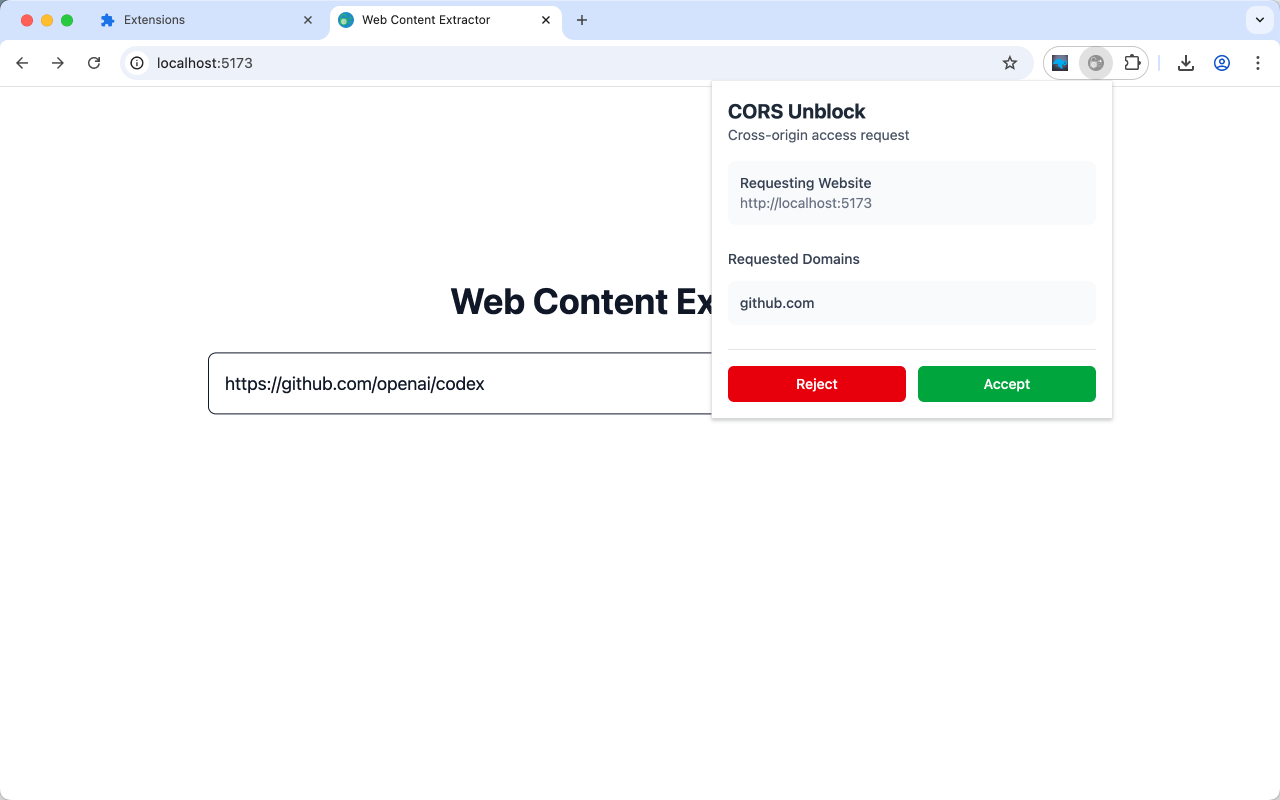 Extensions
Web Content Extractor
localhost:5173
CORS Unblock
Cross-origin access request
Requesting Website
http://localhost:5173
Requested Domains
github.com
Reject Accept
Web Content Ex
https://github.com/openai/codex